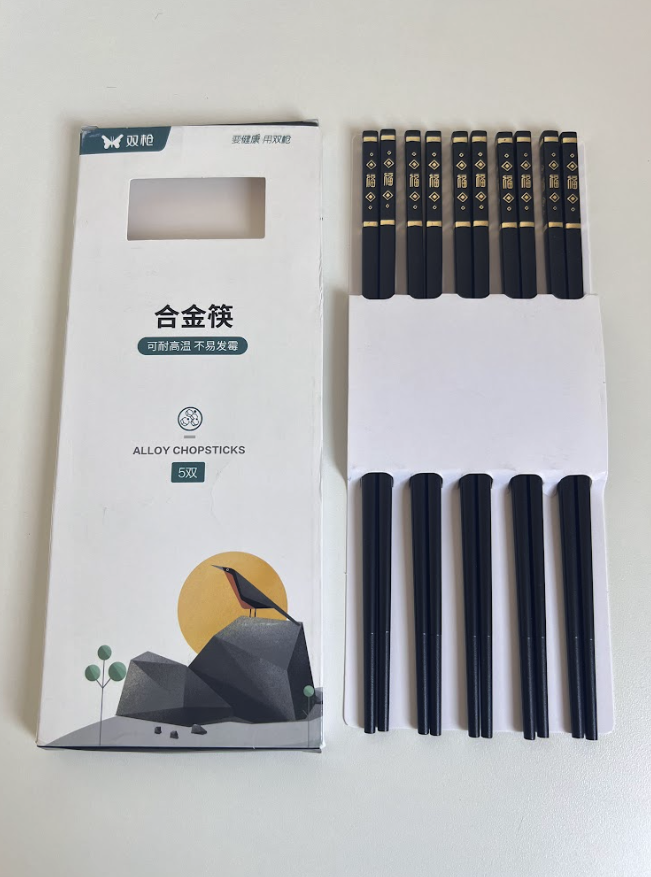 双枪
要健康 用双枪
合金筷
可耐高温 不易发霉
ALLOY CHOPSTICKS
5双
福 福 福 福 福 福 福 福 福 福